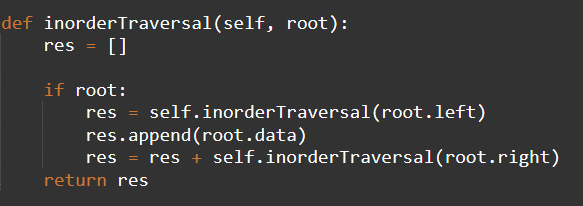 def inorderTraversal(self, root):
    res = []

    if root:
        res = self.inorderTraversal(root.left)
        res.append(root.data)
        res = res + self.inorderTraversal(root.right)
    return res